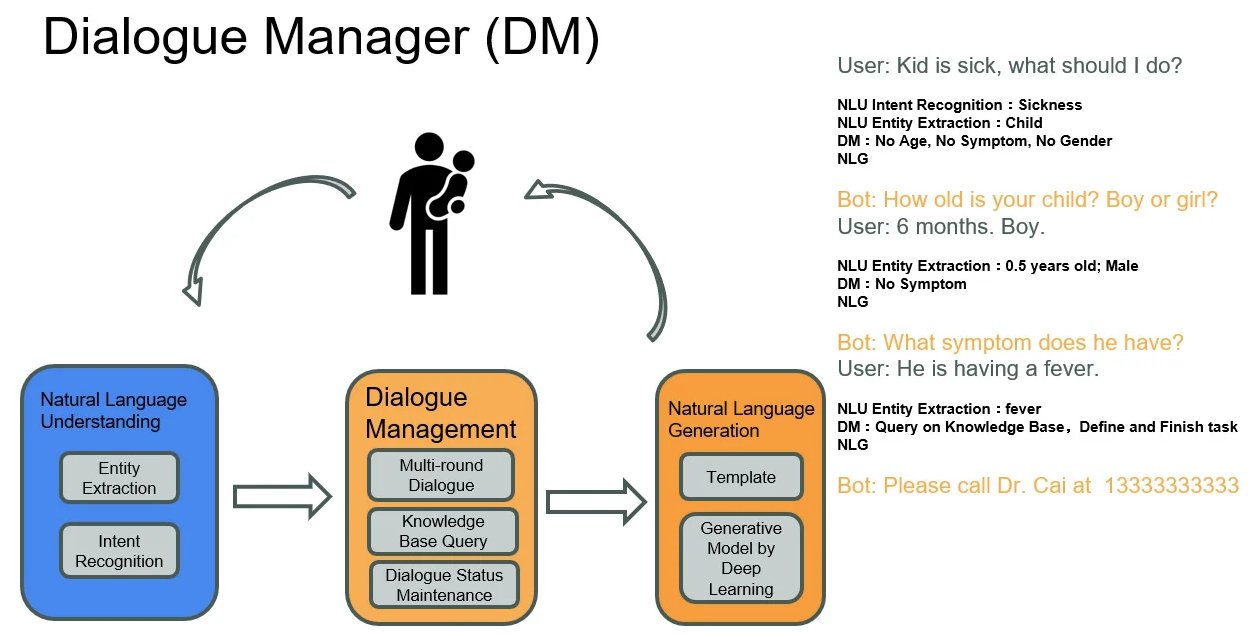 Dialogue Manager (DM)
Natural Language
Understanding
Entity
Extraction
Intent
Recognition
Dialogue
Management
Multi-round
Dialogue
Knowledge
Base Query
Dialogue Status
Maintenance
Natural Language
Generation
Template
Generative
Model by
Deep
Learning
User: Kid is sick, what should I do?
NLU Intent Recognition：Sickness
NLU Entity Extraction：Child
DM：No Age, No Symptom, No Gender
NLG
Bot: How old is your child? Boy or girl?
User: 6 months. Boy.
NLU Entity Extraction：0.5 years old; Male
DM：No Symptom
NLG
Bot: What symptom does he have?
User: He is having a fever.
NLU Entity Extraction：fever
DM：Query on Knowledge Base，Define and Finish task
NLG
Bot: Please call Dr. Cai at 13333333333